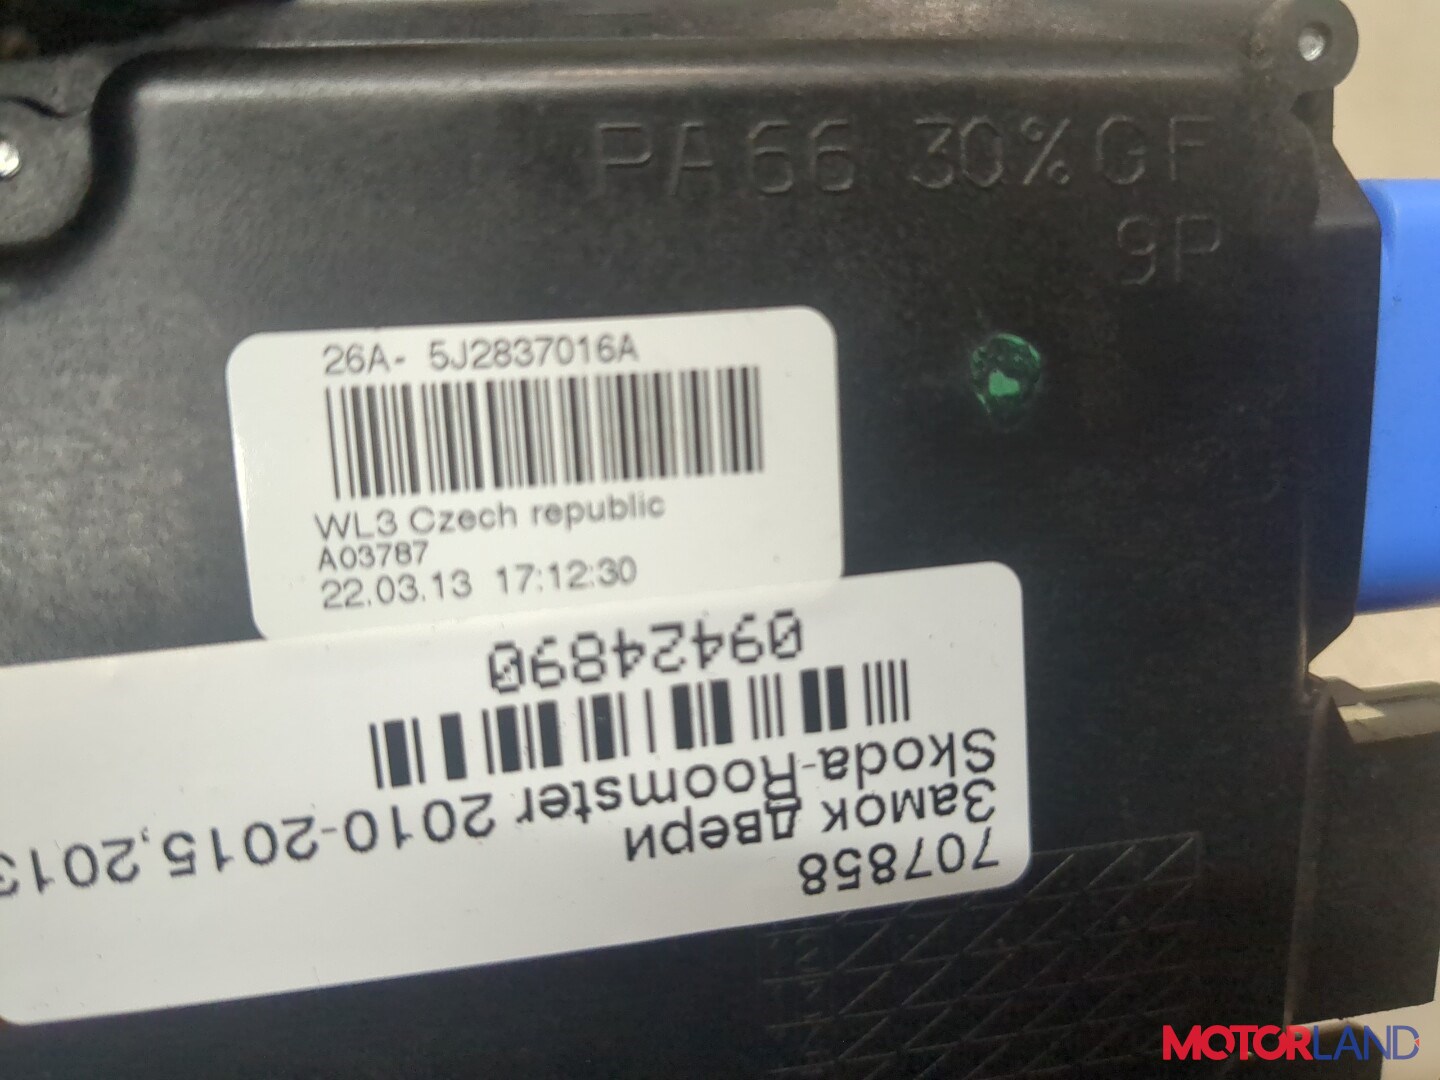 PA66 30% GF
9P
26A- 5J2837016A
WL3 Czech republic
A03787
22.03.13 17:12:30
707858
Замок двери
Skoda-Roomster 2010-2015,2013
09424890
MOTORLAND